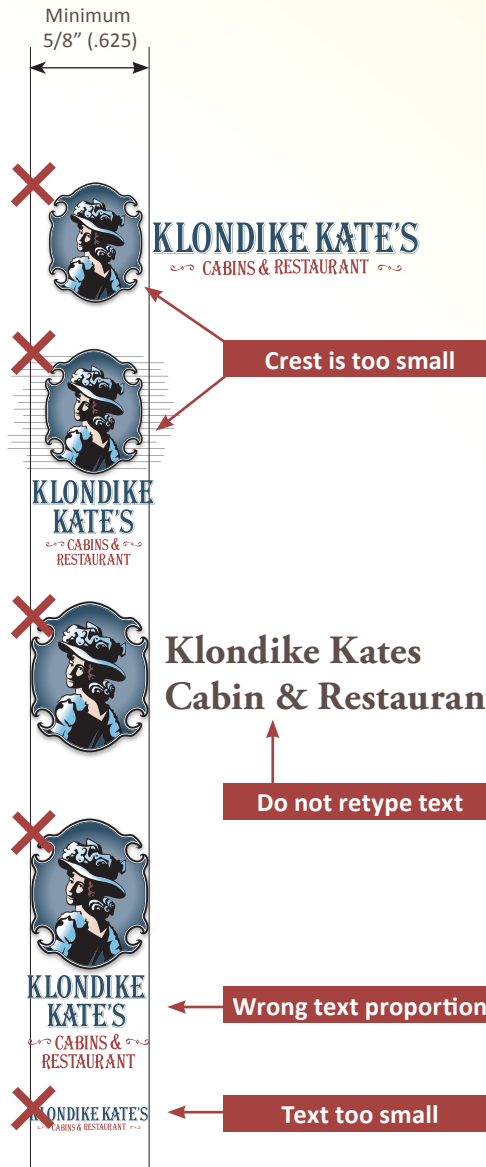 Minimum
5/8” (.625)
KLONDIKE KATE'S
CABINS & RESTAURANT
Crest is too small
KLONDIKE
KATE'S
CABINS &
RESTAURANT
Klondike Kates
Cabin & Restaurant
Do not retype text
KLONDIKE
KATE'S
CABINS &
RESTAURANT
Wrong text proportion
KLONDIKE KATE'S
CABINS & RESTAURANT
Text too small